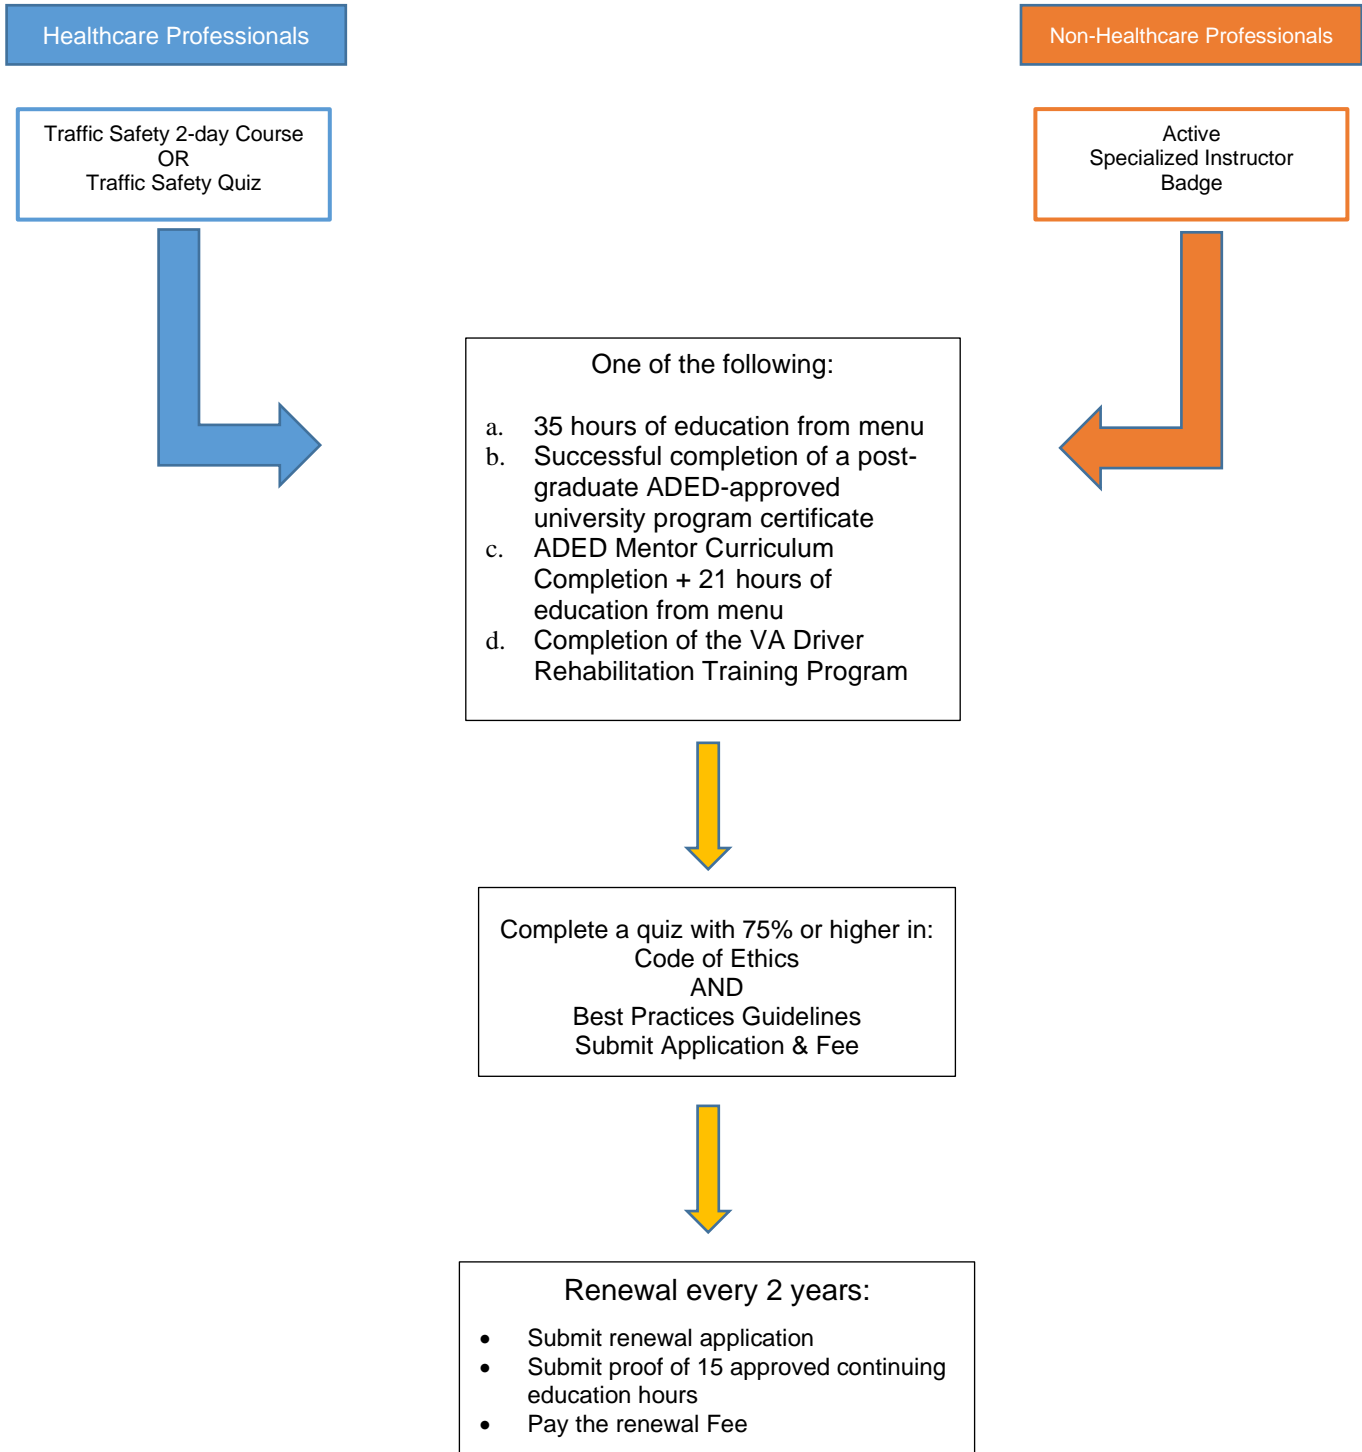 Healthcare Professionals
Non-Healthcare Professionals
Traffic Safety 2-day Course
OR
Traffic Safety Quiz
Active
Specialized Instructor
Badge
One of the following:
a. 35 hours of education from menu
b. Successful completion of a post-
graduate ADED-approved
university program certificate
c. ADED Mentor Curriculum
Completion + 21 hours of
education from menu
d. Completion of the VA Driver
Rehabilitation Training Program
Complete a quiz with 75% or higher in:
Code of Ethics
AND
Best Practices Guidelines
Submit Application & Fee
Renewal every 2 years:
• Submit renewal application
• Submit proof of 15 approved continuing
education hours
• Pay the renewal Fee